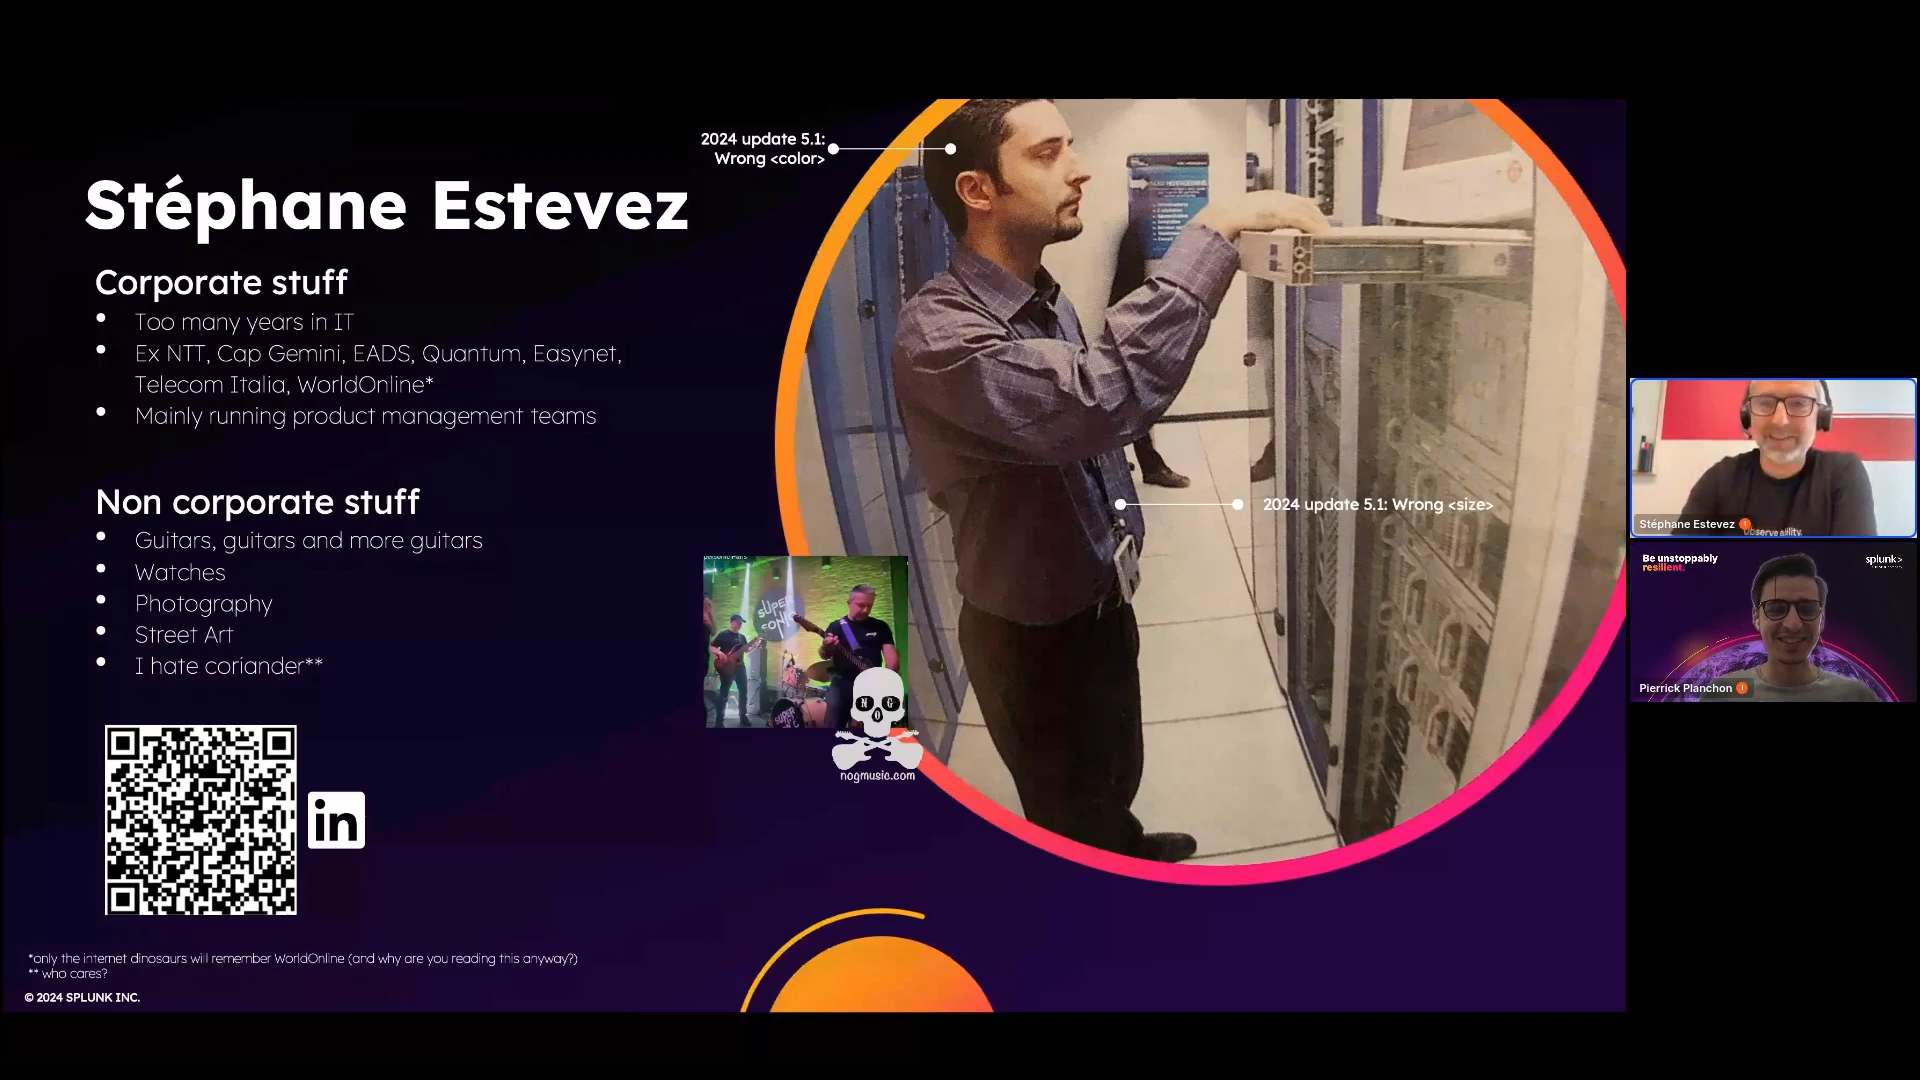 2024 update 5.1:
Wrong <color>
Stéphane Estevez
Corporate stuff
Too many years in IT
Ex NTT, Cap Gemini, EADS, Quantum, Easynet,
Telecom Italia, WorldOnline*
Mainly running product management teams
Non corporate stuff
Guitars, guitars and more guitars
Watches
Photography
Street Art
I hate coriander**
2024 update 5.1: Wrong <size>
SUPER
SONIC
N G
O
nogmusic.com
in
*only the internet dinosaurs will remember WorldOnline (and why are you reading this anyway?)
** who cares?
© 2024 SPLUNK INC.
Stéphane Estevez
Be unstoppably
resilient.
splunk>
Pierrick Planchon